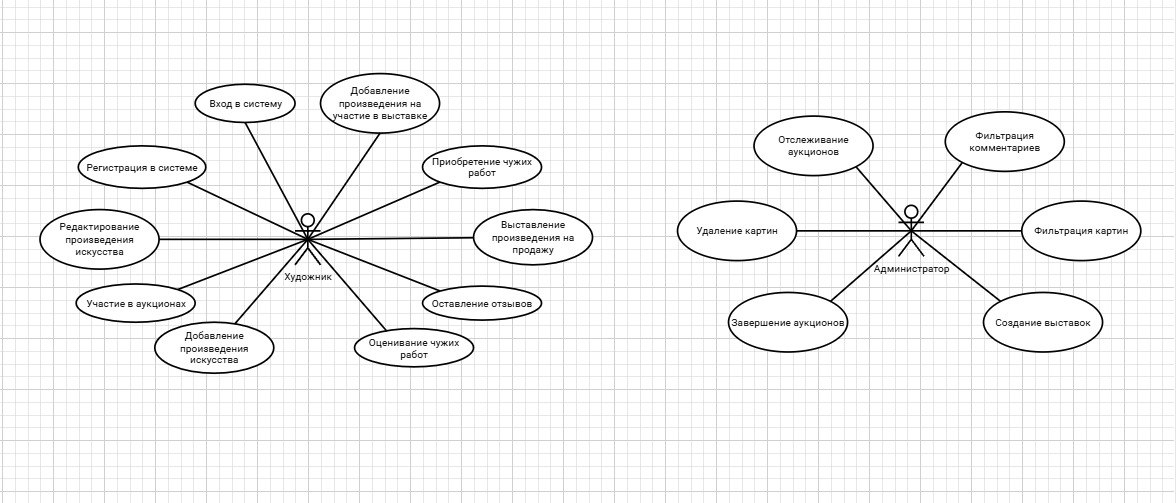 Вход в систему
Добавление
произведения на
участие в выставке
Регистрация в системе
Приобретение чужих
работ
Редактирование
произведения
искусства
Выставление
произведения на
продажу
Художник
Участие в аукционах
Оставление отзывов
Добавление
произведения
искусства
Оценивание чужих
работ
Отслеживание
аукционов
Фильтрация
комментариев
Удаление картин
Фильтрация картин
Администратор
Завершение аукционов
Создание выставок